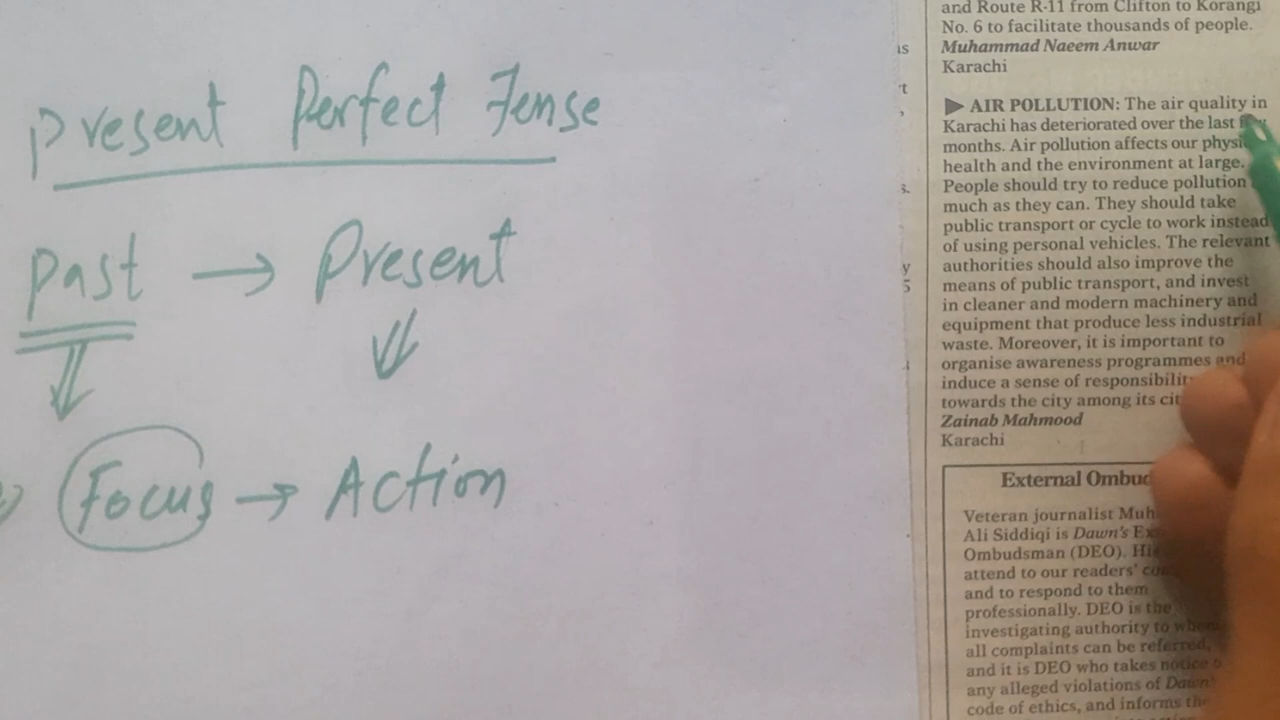 Present Perfect Tense
Past → Present
Focus → Action
and Route R-11 from Clifton to Korangi
No. 6 to facilitate thousands of people.
Muhammad Naeem Anwar
Karachi
▶ AIR POLLUTION: The air quality in
Karachi has deteriorated over the last
months. Air pollution affects our
health and the environment at large.
People should try to reduce pollution
much as they can. They should take
public transport or cycle to work instead
of using personal vehicles. The relevant
authorities should also improve the
means of public transport, and invest
in cleaner and modern machinery and
equipment that produce less industrial
waste. Moreover, it is important to
organise awareness programmes and
induce a sense of
towards the city among its
Zainab Mahmood
Karachi
External
Veteran journalist
Ali Siddiqi is Dawn's
Ombudsman (DEO).
attend to our readers'
and to respond to them
professionally. DEO is the
investigating authority to
all complaints can be referred,
and it is DEO who takes notice
any alleged violations of
code of ethics, and informs